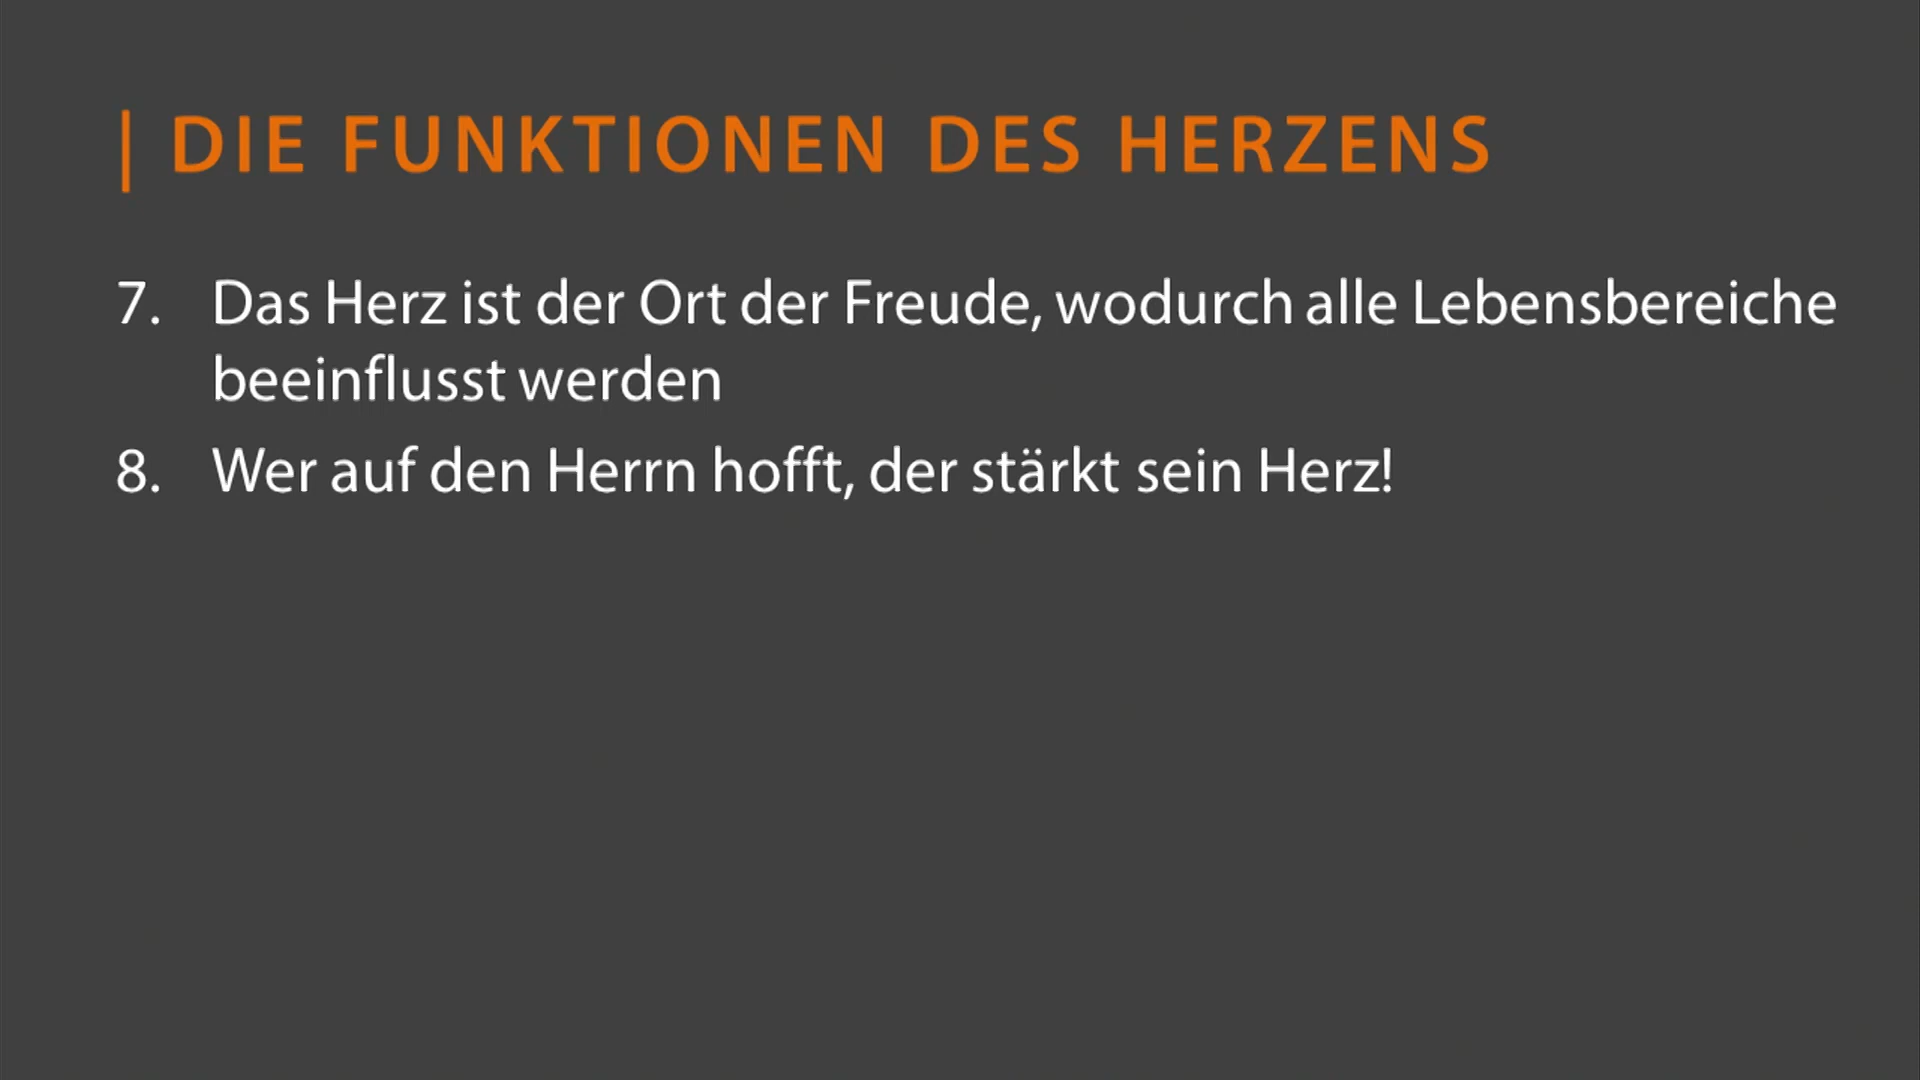 | DIE FUNKTIONEN DES HERZENS
7. Das Herz ist der Ort der Freude, wodurch alle Lebensbereiche
beeinflusst werden
8. Wer auf den Herrn hofft, der stärkt sein Herz!